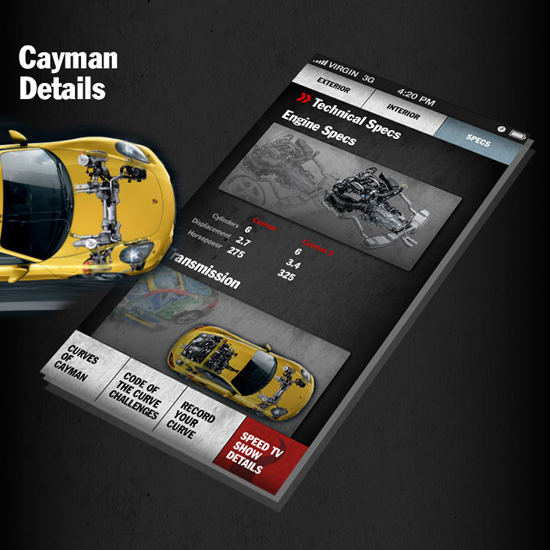 Cayman
Details
VIRGIN 3G
4:20 PM
EXTERIOR
INTERIOR
SPECS
Technical Specs
Engine Specs
Cayman
Cayman S
Cylinders 6 6
Displacement 2.7 3.4
Horsepower 275 325
Transmission
CURVES
OF
CAYMAN
CODE OF
THE CURVE
CHALLENGES
RECORD
YOUR
CURVE
SPEED TV
SHOW
DETAILS